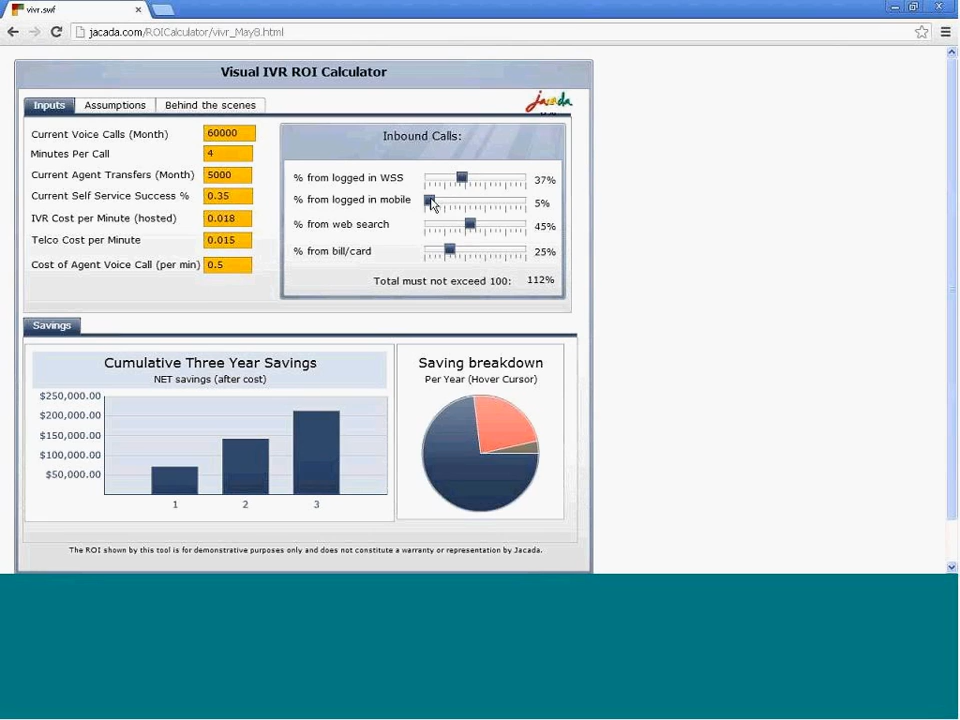 vivr.swf
jacada.com/ROICalculator/vivr_May8.html
Visual IVR ROI Calculator
Inputs Assumptions Behind the scenes
jacada
Current Voice Calls (Month) 60000
Minutes Per Call 4
Current Agent Transfers (Month) 5000
Current Self Service Success % 0.35
IVR Cost per Minute (hosted) 0.018
Telco Cost per Minute 0.015
Cost of Agent Voice Call (per min) 0.5
Inbound Calls:
% from logged in WSS 37%
% from logged in mobile 5%
% from web search 45%
% from bill/card 25%
Total must not exceed 100: 112%
Savings
Cumulative Three Year Savings
NET savings (after cost)
$250,000.00
$200,000.00
$150,000.00
$100,000.00
$50,000.00
1 2 3
Saving breakdown
Per Year (Hover Cursor)
The ROI shown by this tool is for demonstrative purposes only and does not constitute a warranty or representation by Jacada.